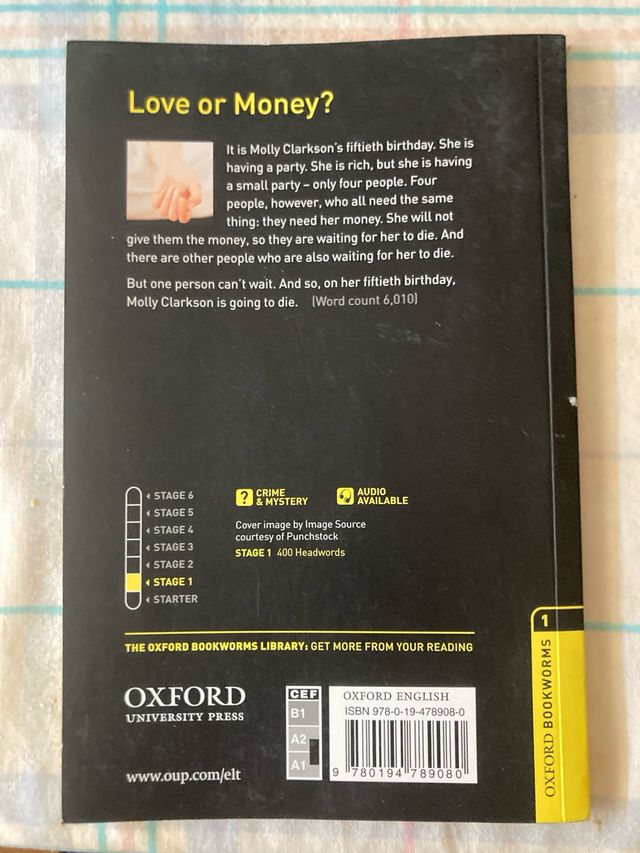 Love or Money?
It is Molly Clarkson's fiftieth birthday. She is
having a party. She is rich, but she is having
a small party – only four people. Four
people, however, who all need the same
thing: they need her money. She will not
give them the money, so they are waiting for her to die. And
there are other people who are also waiting for her to die.
But one person can't wait. And so, on her fiftieth birthday,
Molly Clarkson is going to die. (Word count 6,010)
STAGE 6
STAGE 5
STAGE 4
STAGE 3
STAGE 2
STAGE 1
STARTER
? CRIME
& MYSTERY
AUDIO
AVAILABLE
Cover image by Image Source
courtesy of Punchstock
STAGE 1 400 Headwords
THE OXFORD BOOKWORMS LIBRARY: GET MORE FROM YOUR READING
OXFORD
UNIVERSITY PRESS
www.oup.com/elt
CEF
B1
A2
A1
OXFORD ENGLISH
ISBN 978-0-19-478908-0
9 780194 789080
1
OXFORD BOOKWORMS